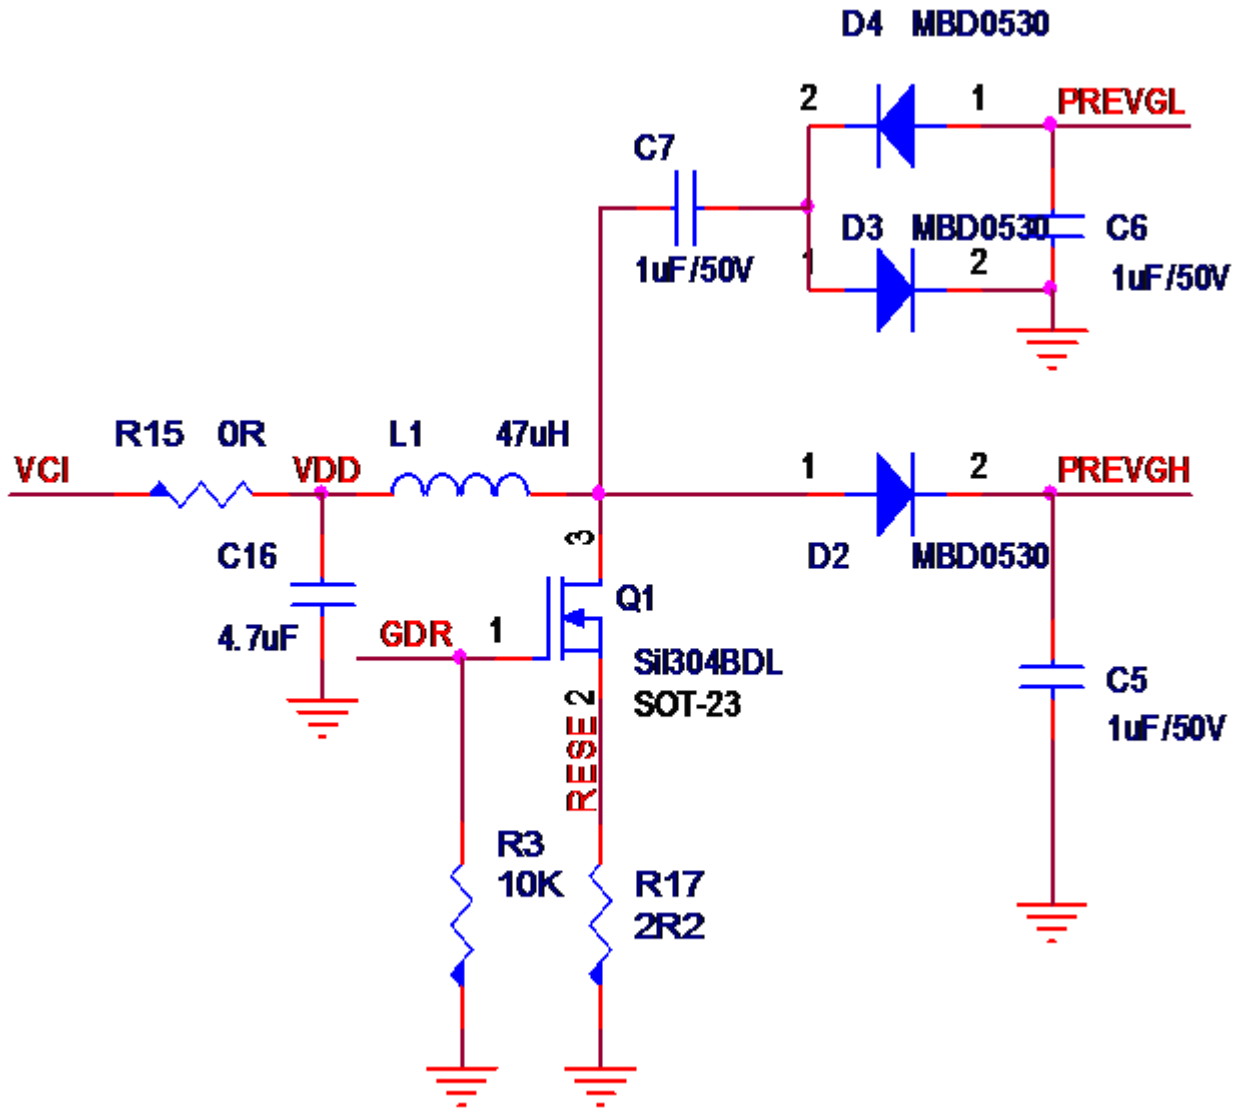 D4 MBD0530
2
1
PREVGL
C7
1uF/50V
D3 MBD0530
1
2
C6
1uF/50V
R15 0R
L1 47uH
VCI
VDD
1
2
PREVGH
D2 MBD0530
C16
4.7uF
3
GDR
1
Q1
Sil304BDL
SOT-23
2
RESE
C5
1uF/50V
R3
10K
R17
2R2